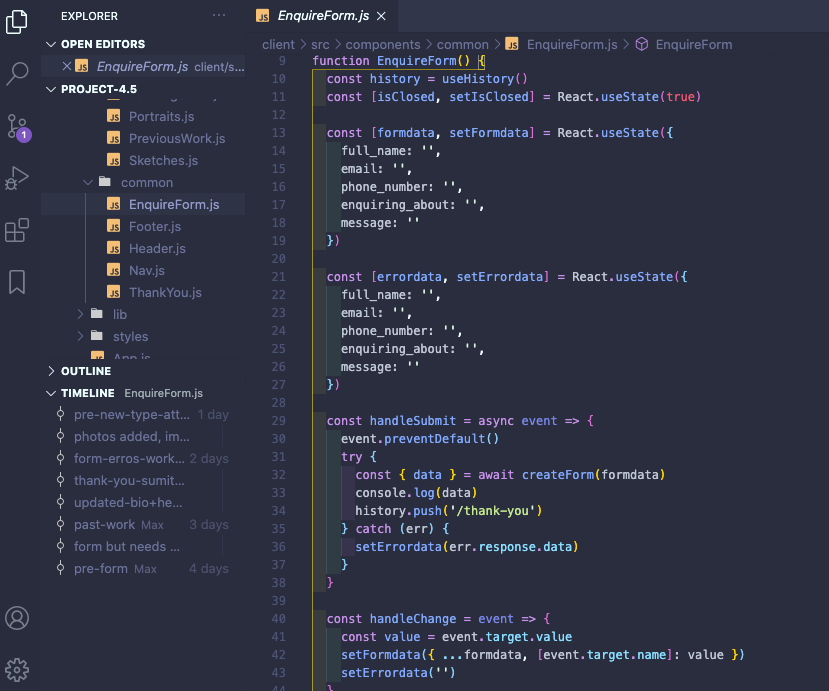 EXPLORER
OPEN EDITORS
JS EnquireForm.js client/s...
PROJECT-4.5
JS Portraits.js
JS PreviousWork.js
JS Sketches.js
common
JS EnquireForm.js
JS Footer.js
JS Header.js
JS Nav.js
JS ThankYou.js
lib
styles
JS App.js
OUTLINE
TIMELINE EnquireForm.js
pre-new-type-att... 1 day
photos added, im...
form-erros-work... 2 days
thank-you-sumit...
updated-bio+he...
past-work Max 3 days
form but needs ...
pre-form Max 4 days
1
JS EnquireForm.js
client > src > components > common > JS EnquireForm.js > EnquireForm
9 function EnquireForm() {
10 const history = useHistory()
11 const [isClosed, setIsClosed] = React.useState(true)
12
13 const [formdata, setFormdata] = React.useState({
14 full_name: '',
15 email: '',
16 phone_number: '',
17 enquiring_about: '',
18 message: ''
19 })
20
21 const [errordata, setErrordata] = React.useState({
22 full_name: '',
23 email: '',
24 phone_number: '',
25 enquiring_about: '',
26 message: ''
27 })
28
29 const handleSubmit = async event => {
30 event.preventDefault()
31 try {
32 const { data } = await createForm(formdata)
33 console.log(data)
34 history.push('/thank-you')
35 } catch (err) {
36 setErrordata(err.response.data)
37 }
38 }
39
40 const handleChange = event => {
41 const value = event.target.value
42 setFormdata({ ...formdata, [event.target.name]: value })
43 setErrordata('')
44 }